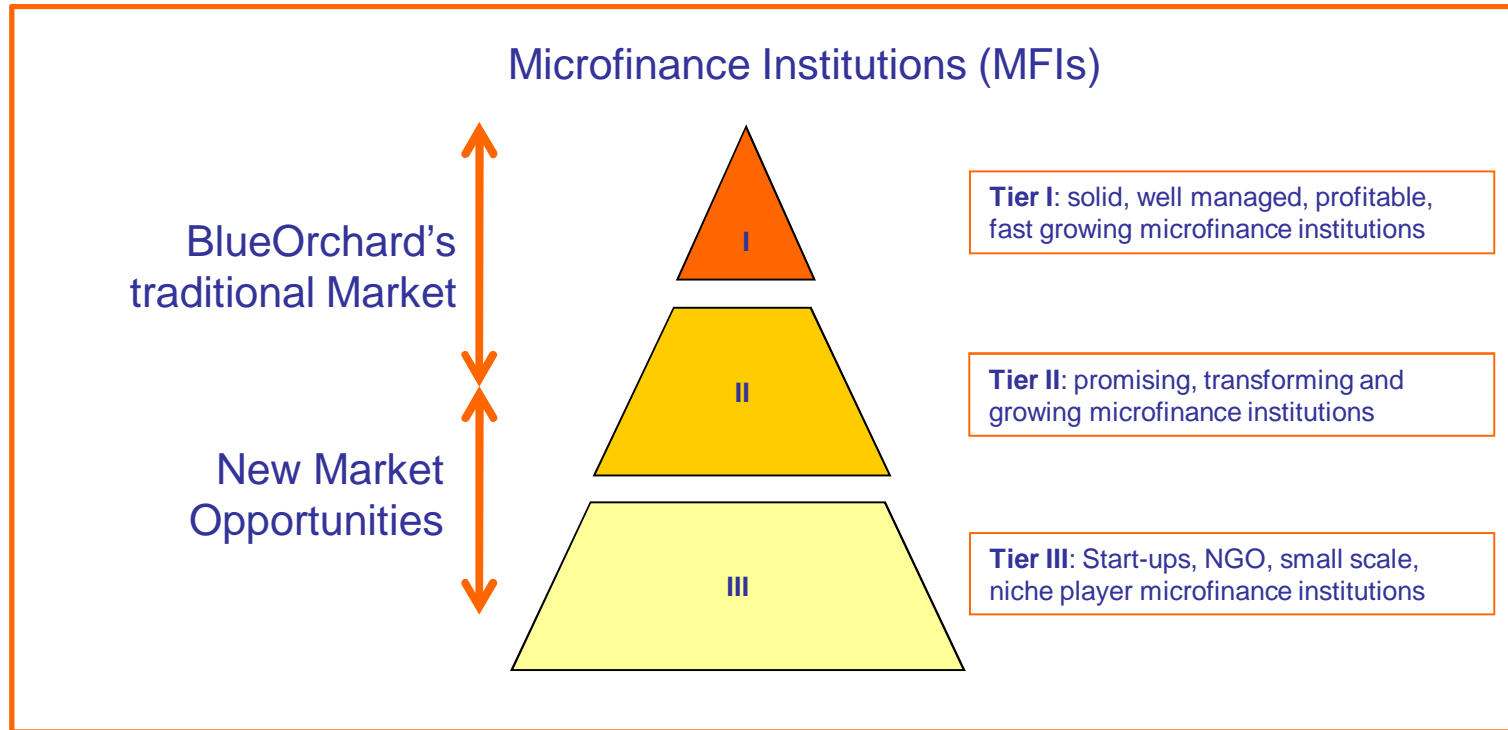 Microfinance Institutions (MFIs)
BlueOrchard's
traditional Market
New Market
Opportunities
I
II
III
Tier I: solid, well managed, profitable,
fast growing microfinance institutions
Tier II: promising, transforming and
growing microfinance institutions
Tier III: Start-ups, NGO, small scale,
niche player microfinance institutions